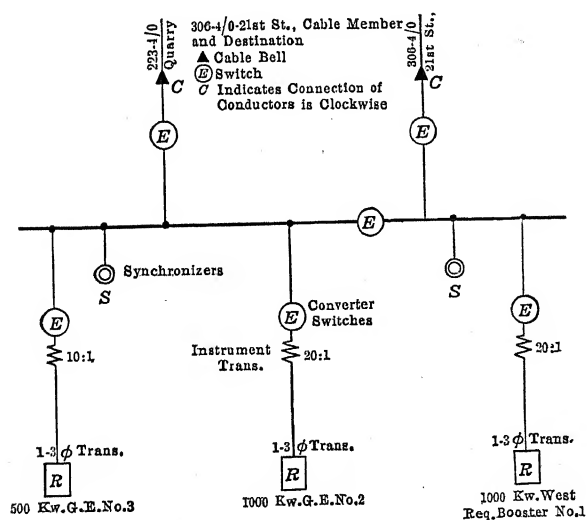 223-4/0
Quarry
C
306-4/0-21st St., Cable Member
and Destination
▲ Cable Bell
E Switch
C Indicates Connection of
Conductors is Clockwise
306-4/0
21st St.,
C
E
E
E
Synchronizers
S
S
E
10:1
E
Converter
Switches
Instrument
Trans.
20:1
E
20:1
1-3 ϕ Trans.
R
500 Kw.G.E.No.3
1-3 ϕ Trans.
R
1000 Kw.G.E.No.2
1-3 ϕ Trans.
R
1000 Kw.West
Reg.Booster No.1